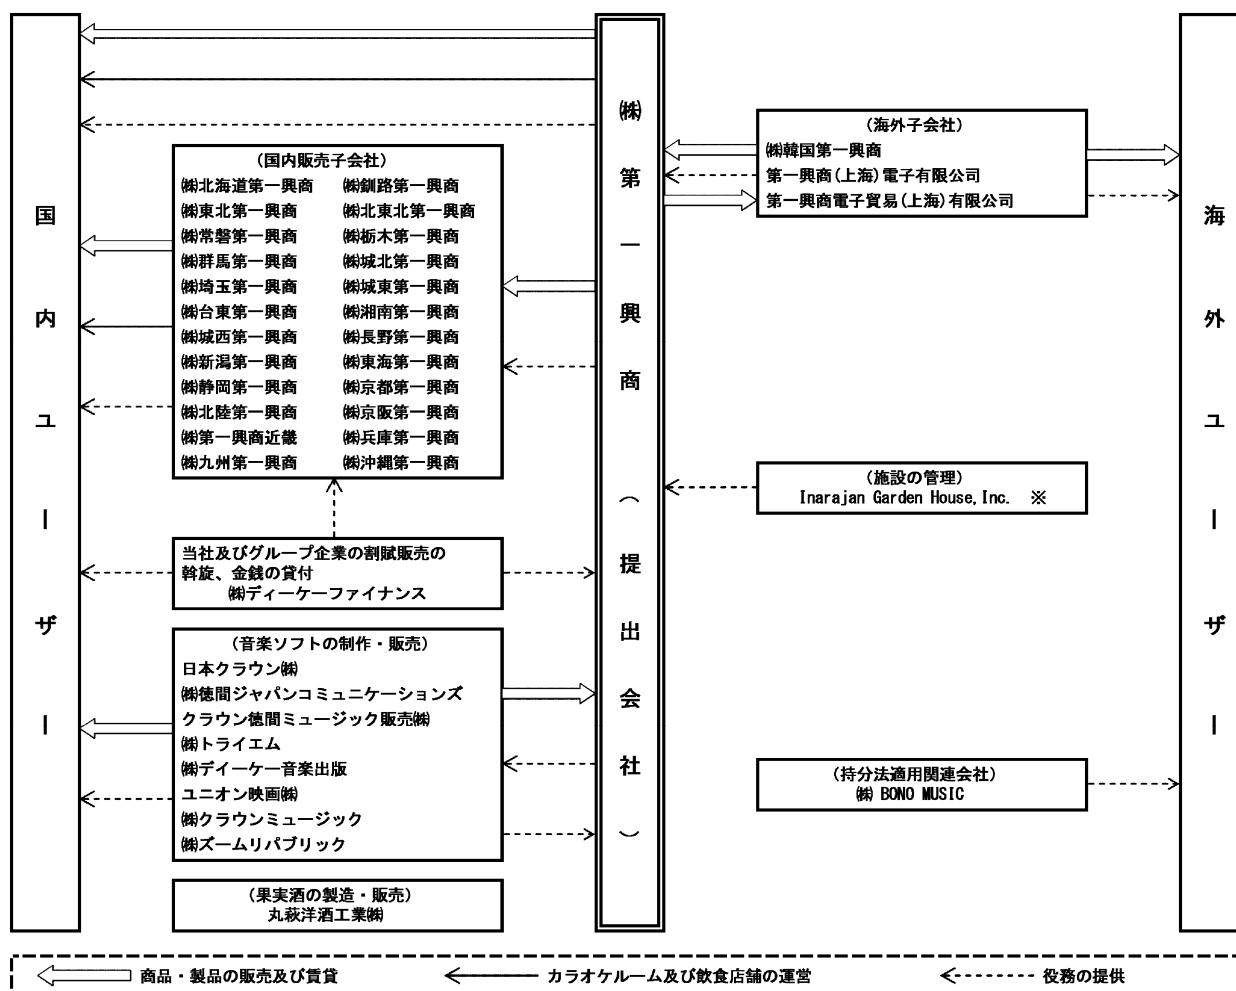 国内ユーザー
(国内販売子会社)
㈱北海道第一興商 ㈱釧路第一興商
㈱東北第一興商 ㈱北東北第一興商
㈱常磐第一興商 ㈱栃木第一興商
㈱群馬第一興商 ㈱城北第一興商
㈱埼玉第一興商 ㈱城東第一興商
㈱台東第一興商 ㈱湘南第一興商
㈱城西第一興商 ㈱長野第一興商
㈱新潟第一興商 ㈱東海第一興商
㈱静岡第一興商 ㈱京都第一興商
㈱北陸第一興商 ㈱京阪第一興商
㈱第一興商近畿 ㈱兵庫第一興商
㈱九州第一興商 ㈱沖縄第一興商
当社及びグループ企業の割賦販売の
斡旋、金銭の貸付
㈱ディーケーファイナンス
(音楽ソフトの制作・販売)
日本クラウン㈱
㈱徳間ジャパンコミュニケーションズ
クラウン徳間ミュージック販売㈱
㈱トライエム
㈱デイーケー音楽出版
ユニオン映画㈱
㈱クラウンミュージック
㈱ズームリパブリック
(果実酒の製造・販売)
丸萩洋酒工業㈱
㈱第一興商(提出会社)
(海外子会社)
㈱韓国第一興商
第一興商(上海)電子有限公司
第一興商電子貿易(上海)有限公司
(施設の管理)
Inarajan Garden House,Inc. ※
(持分法適用関連会社)
㈱ BONO MUSIC
海外ユーザー
商品・製品の販売及び賃貸 カラオケルーム及び飲食店舗の運営 役務の提供